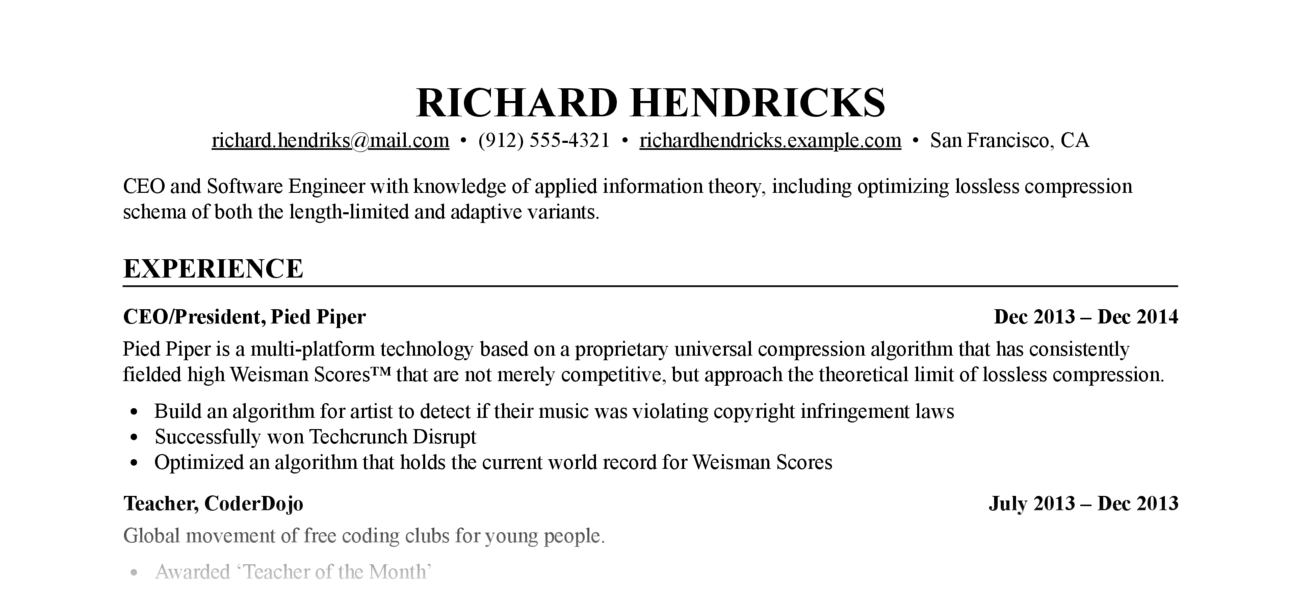 RICHARD HENDRICKS
richard.hendriks@mail.com • (912) 555-4321 • richardhendricks.example.com • San Francisco, CA
CEO and Software Engineer with knowledge of applied information theory, including optimizing lossless compression
schema of both the length-limited and adaptive variants.
EXPERIENCE
CEO/President, Pied Piper Dec 2013 – Dec 2014
Pied Piper is a multi-platform technology based on a proprietary universal compression algorithm that has consistently
fielded high Weisman Scores™ that are not merely competitive, but approach the theoretical limit of lossless compression.
• Build an algorithm for artist to detect if their music was violating copyright infringement laws
• Successfully won Techcrunch Disrupt
• Optimized an algorithm that holds the current world record for Weisman Scores
Teacher, CoderDojo July 2013 – Dec 2013
Global movement of free coding clubs for young people.
• Awarded ‘Teacher of the Month’